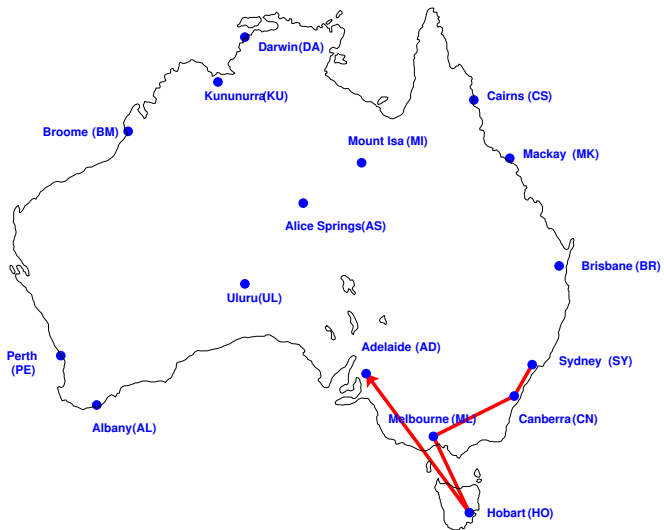 Darwin(DA)
Kununurra(KU)
Cairns (CS)
Broome (BM)
Mount Isa (MI)
Mackay (MK)
Alice Springs(AS)
Brisbane (BR)
Uluru(UL)
Adelaide (AD)
Perth
(PE)
Sydney (SY)
Albany(AL)
Melbourne (ML)
Canberra(CN)
Hobart (HO)